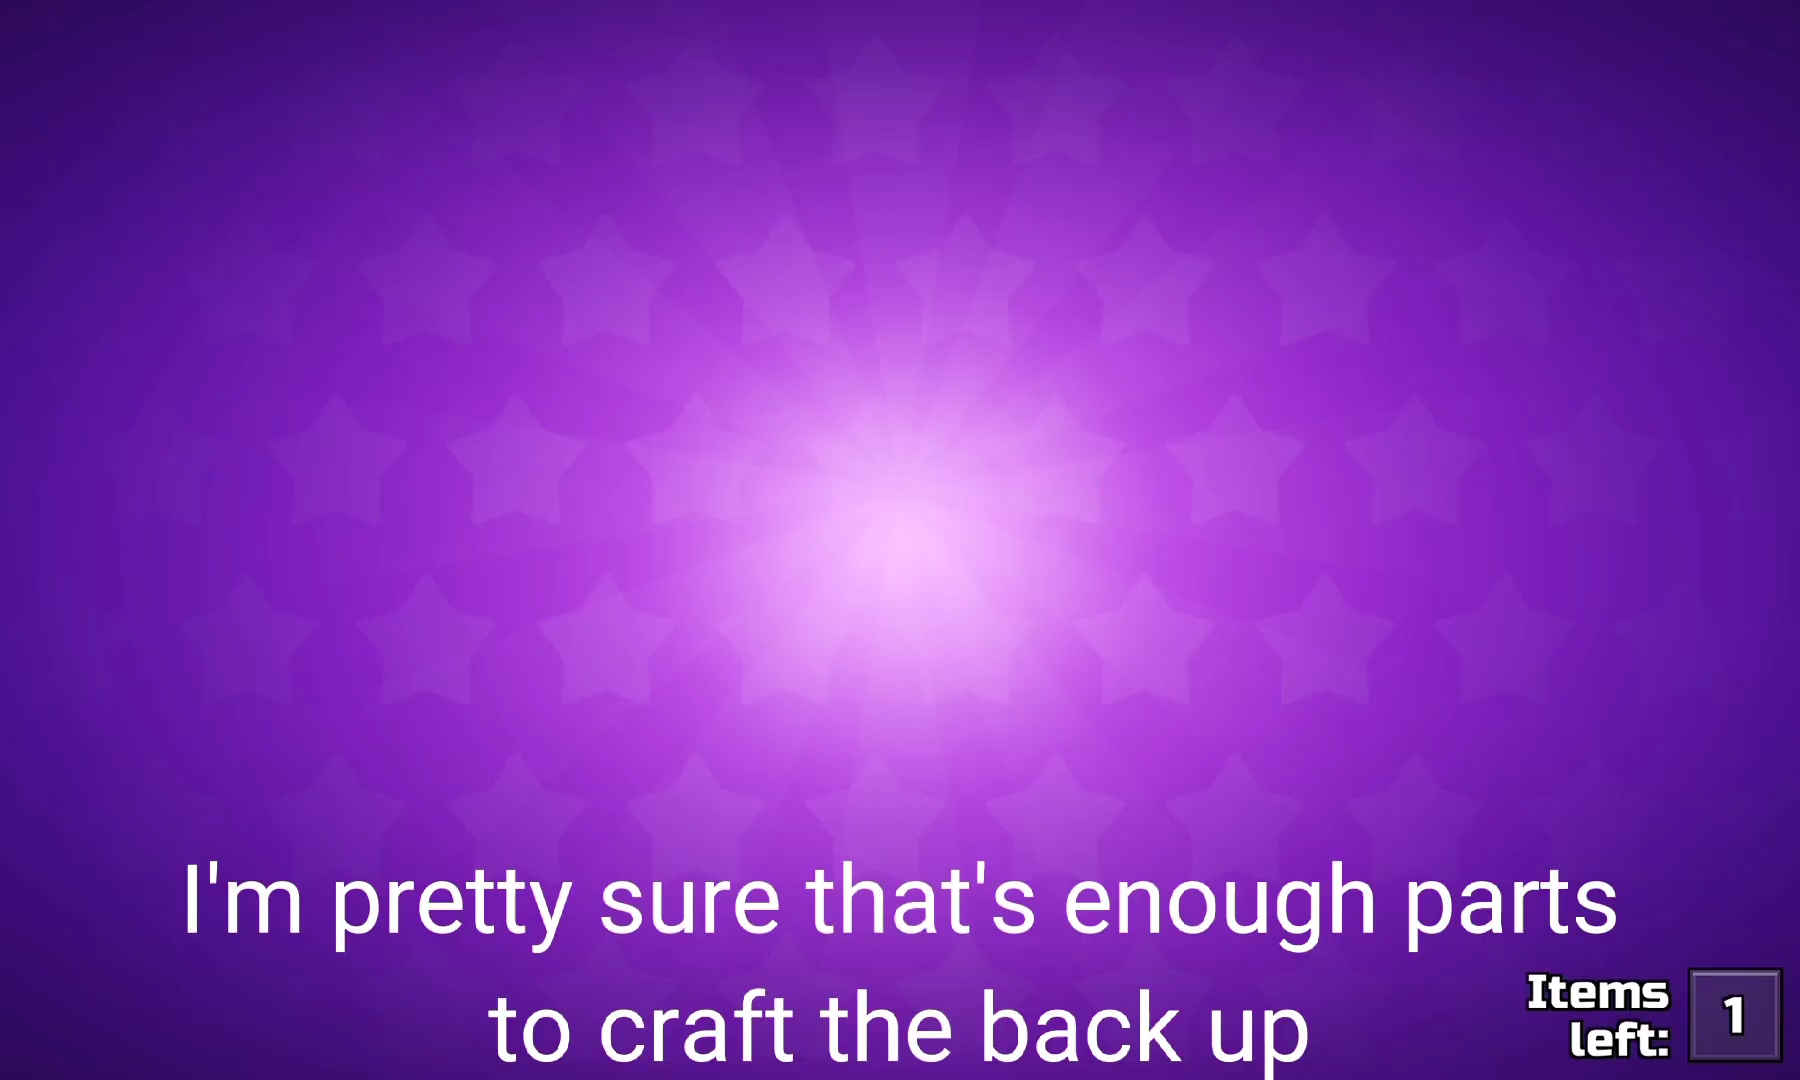 I'm pretty sure that's enough parts
to craft the back up
Items
left:
1